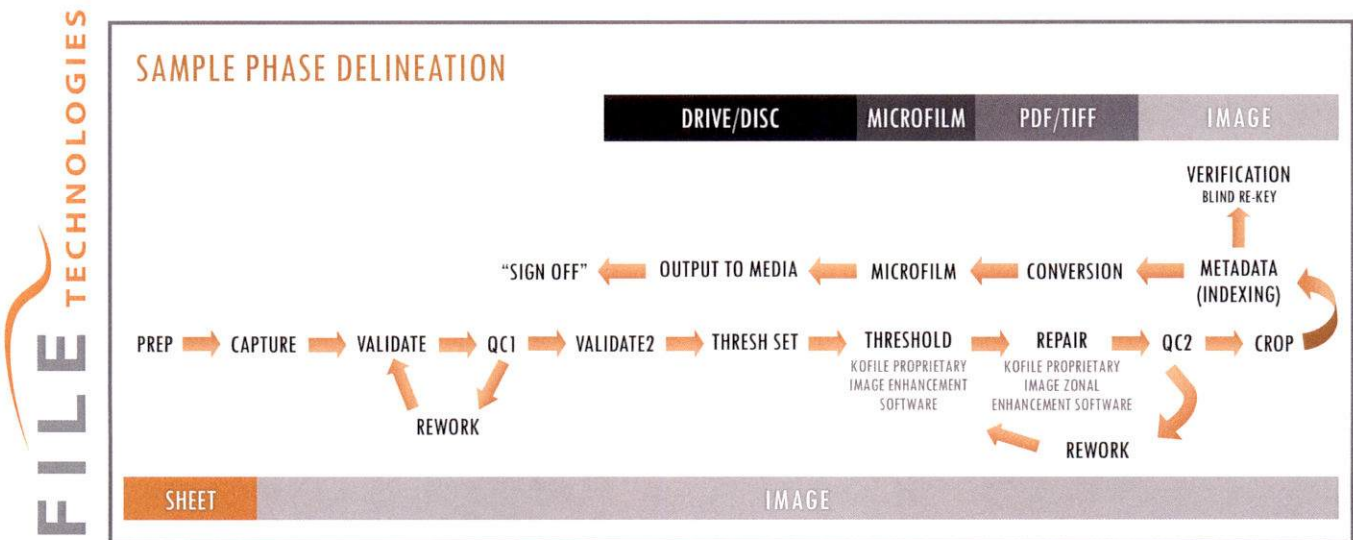 FILE TECHNOLOGIES
SAMPLE PHASE DELINEATION
DRIVE/DISC MICROFILM PDF/TIFF IMAGE
VERIFICATION
BLIND RE-KEY
"SIGN OFF" OUTPUT TO MEDIA MICROFILM CONVERSION METADATA
(INDEXING)
PREP CAPTURE VALIDATE QC1 VALIDATE2 THRESH SET THRESHOLD REPAIR QC2 CROP
KOFILE PROPRIETARY
IMAGE ENHANCEMENT
SOFTWARE
KOFILE PROPRIETARY
IMAGE ZONAL
ENHANCEMENT SOFTWARE
REWORK
REWORK
SHEET IMAGE